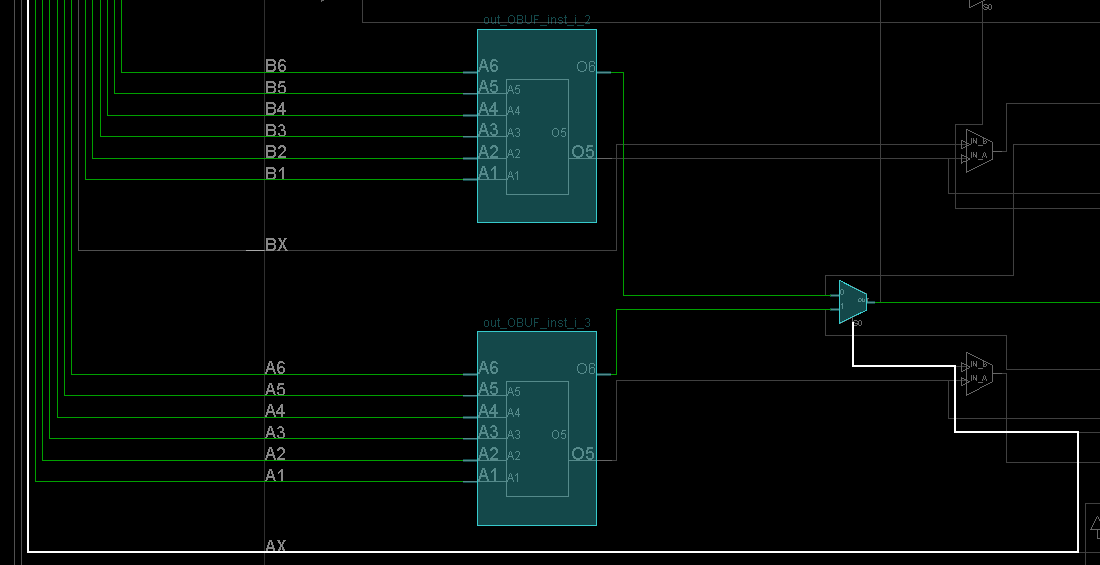 out_OBUF_inst_i_2
S0
B6 A6 O6
B5 A5 A5
B4 A4 A4
B3 A3 A3 O5
B2 A2 A2 O5
B1 A1 A1
IN_B
IN_A
BX
0
1
out
S0
out_OBUF_inst_i_3
A6 A6 O6
A5 A5 A5
A4 A4 A4
A3 A3 A3 O5
A2 A2 A2 O5
A1 A1 A1
IN_B
IN_A
AX